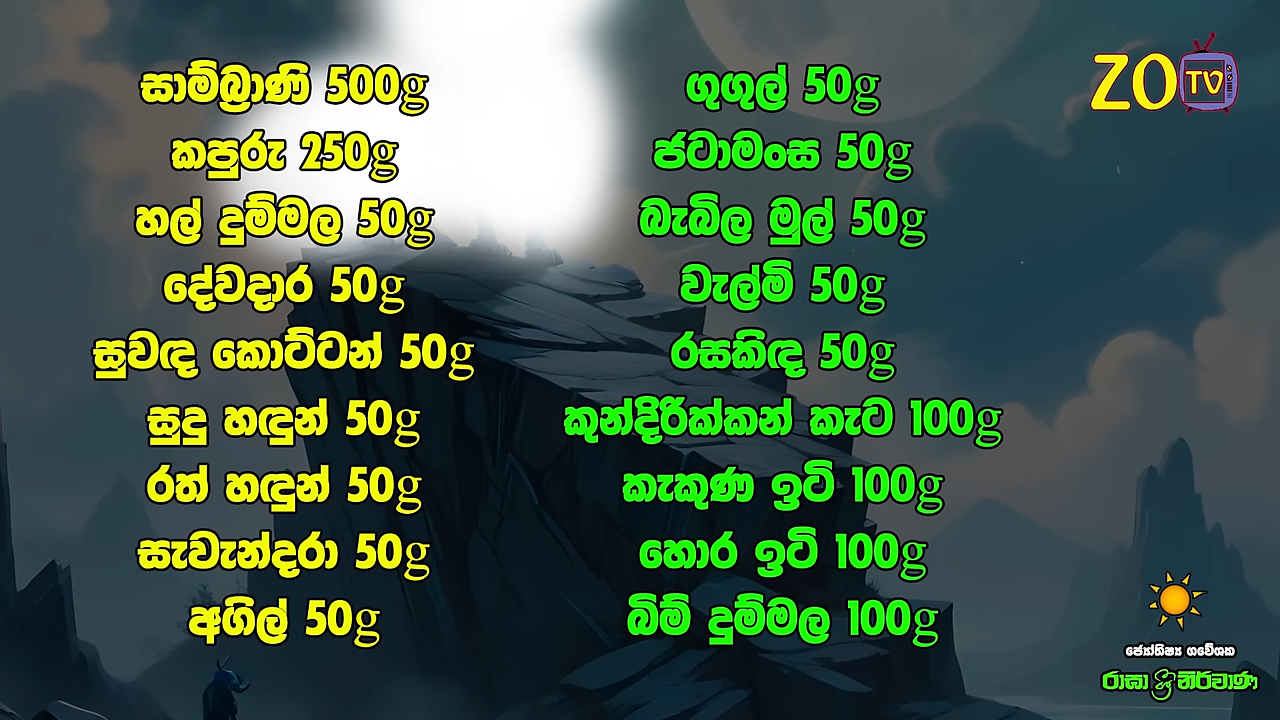 සාම්බ්‍රාණි 500g
කපුරු 250g
හල් දුම්මල 50g
දේවදාර 50g
සුවඳ කොට්ටන් 50g
සුදු හඳුන් 50g
රත් හඳුන් 50g
සැවැන්දරා 50g
අගිල් 50g
ගුගුල් 50g
ජටාමංස 50g
බැබිල මුල් 50g
වැල්මි 50g
රසකිඳ 50g
කුන්දිරික්කන් කැට 100g
කැකුණ ඉටි 100g
හොර ඉටි 100g
බිම් දුම්මල 100g
ZO TV
ජ්‍යෝතිෂ්‍ය ගවේශක
රාඝා ශ්‍රී නිර්වාණ